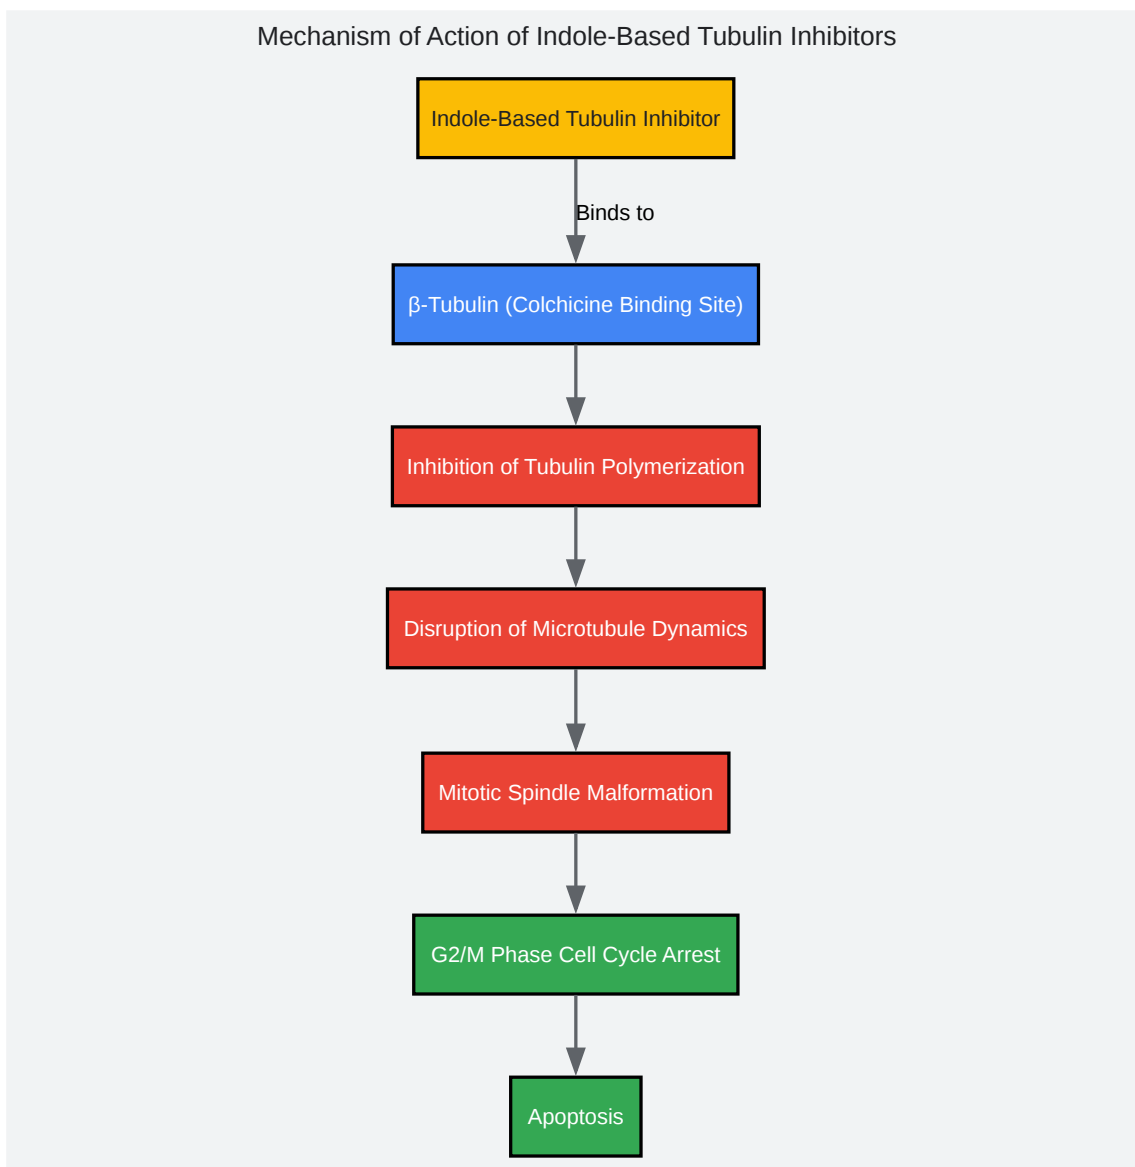 Mechanism of Action of Indole-Based Tubulin Inhibitors
Indole-Based Tubulin Inhibitor
Binds to
β-Tubulin (Colchicine Binding Site)
Inhibition of Tubulin Polymerization
Disruption of Microtubule Dynamics
Mitotic Spindle Malformation
G2/M Phase Cell Cycle Arrest
Apoptosis